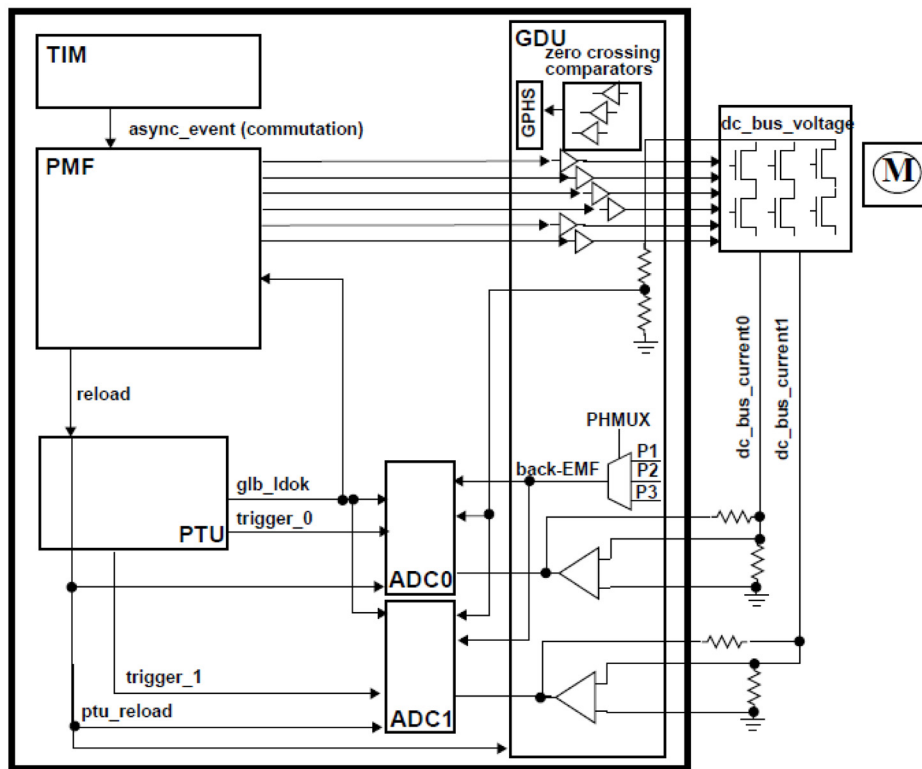 TIM
GDU
zero crossing
comparators
GPHS
async_event (commutation)
PMF
dc_bus_voltage
M
reload
dc_bus_current0
dc_bus_current1
PHMUX
P1
back-EMF
P2
P3
glb_ldok
trigger_0
PTU
ADC0
trigger_1
ptu_reload
ADC1